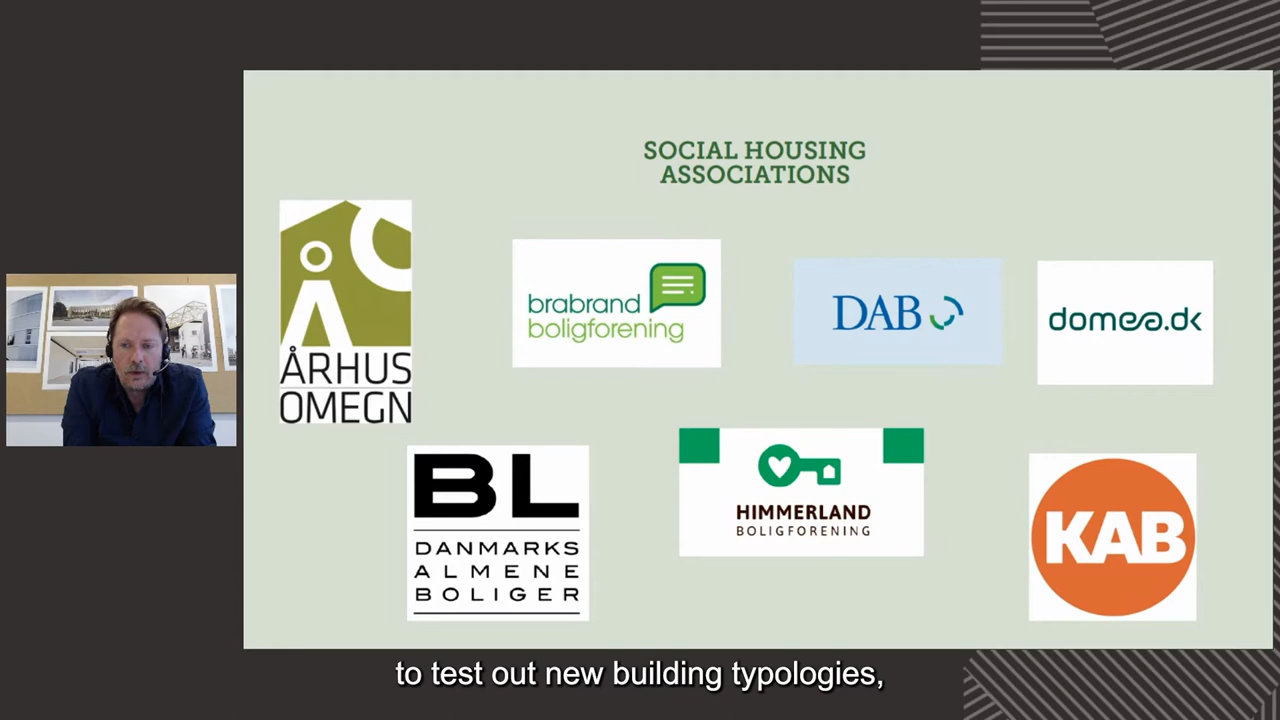 SOCIAL HOUSING
ASSOCIATIONS
Å
ÅRHUS
OMEGN
brabrand
boligforening
DAB
domea.dk
BL
DANMARKS
ALMENE
BOLIGER
HIMMERLAND
BOLIGFORENING
KAB
to test out new building typologies,